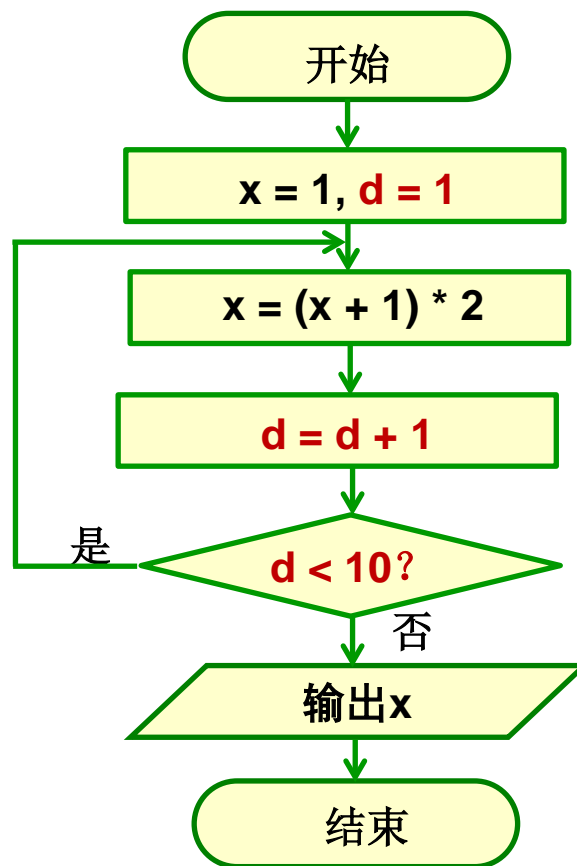 开始
x = 1, d = 1
x = (x + 1) * 2
d = d + 1
是
d < 10？
否
输出x
结束